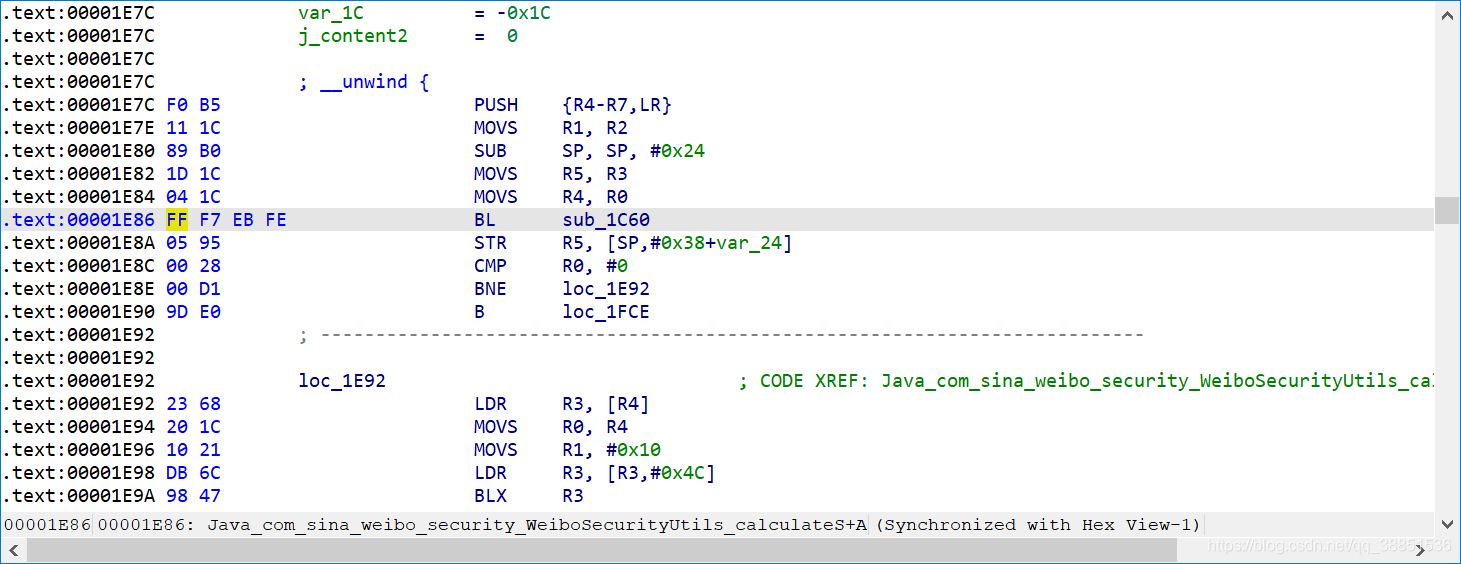 .text:00001E7C var_1C = -0x1C
.text:00001E7C j_content2 = 0
.text:00001E7C
.text:00001E7C ; __unwind {
.text:00001E7C F0 B5 PUSH {R4-R7,LR}
.text:00001E7E 11 1C MOVS R1, R2
.text:00001E80 89 B0 SUB SP, SP, #0x24
.text:00001E82 1D 1C MOVS R5, R3
.text:00001E84 04 1C MOVS R4, R0
.text:00001E86 FF F7 EB FE BL sub_1C60
.text:00001E8A 05 95 STR R5, [SP,#0x38+var_24]
.text:00001E8C 00 28 CMP R0, #0
.text:00001E8E 00 D1 BNE loc_1E92
.text:00001E90 9D E0 B loc_1FCE
.text:00001E92 ; ---------------------------------------------------------------------------
.text:00001E92
.text:00001E92 loc_1E92 ; CODE XREF: Java_com_sina_weibo_security_WeiboSecurityUtils_cal
.text:00001E92 23 68 LDR R3, [R4]
.text:00001E94 20 1C MOVS R0, R4
.text:00001E96 10 21 MOVS R1, #0x10
.text:00001E98 DB 6C LDR R3, [R3,#0x4C]
.text:00001E9A 98 47 BLX R3
00001E86 00001E86: Java_com_sina_weibo_security_WeiboSecurityUtils_calculateS+A (Synchronized with Hex View-1)